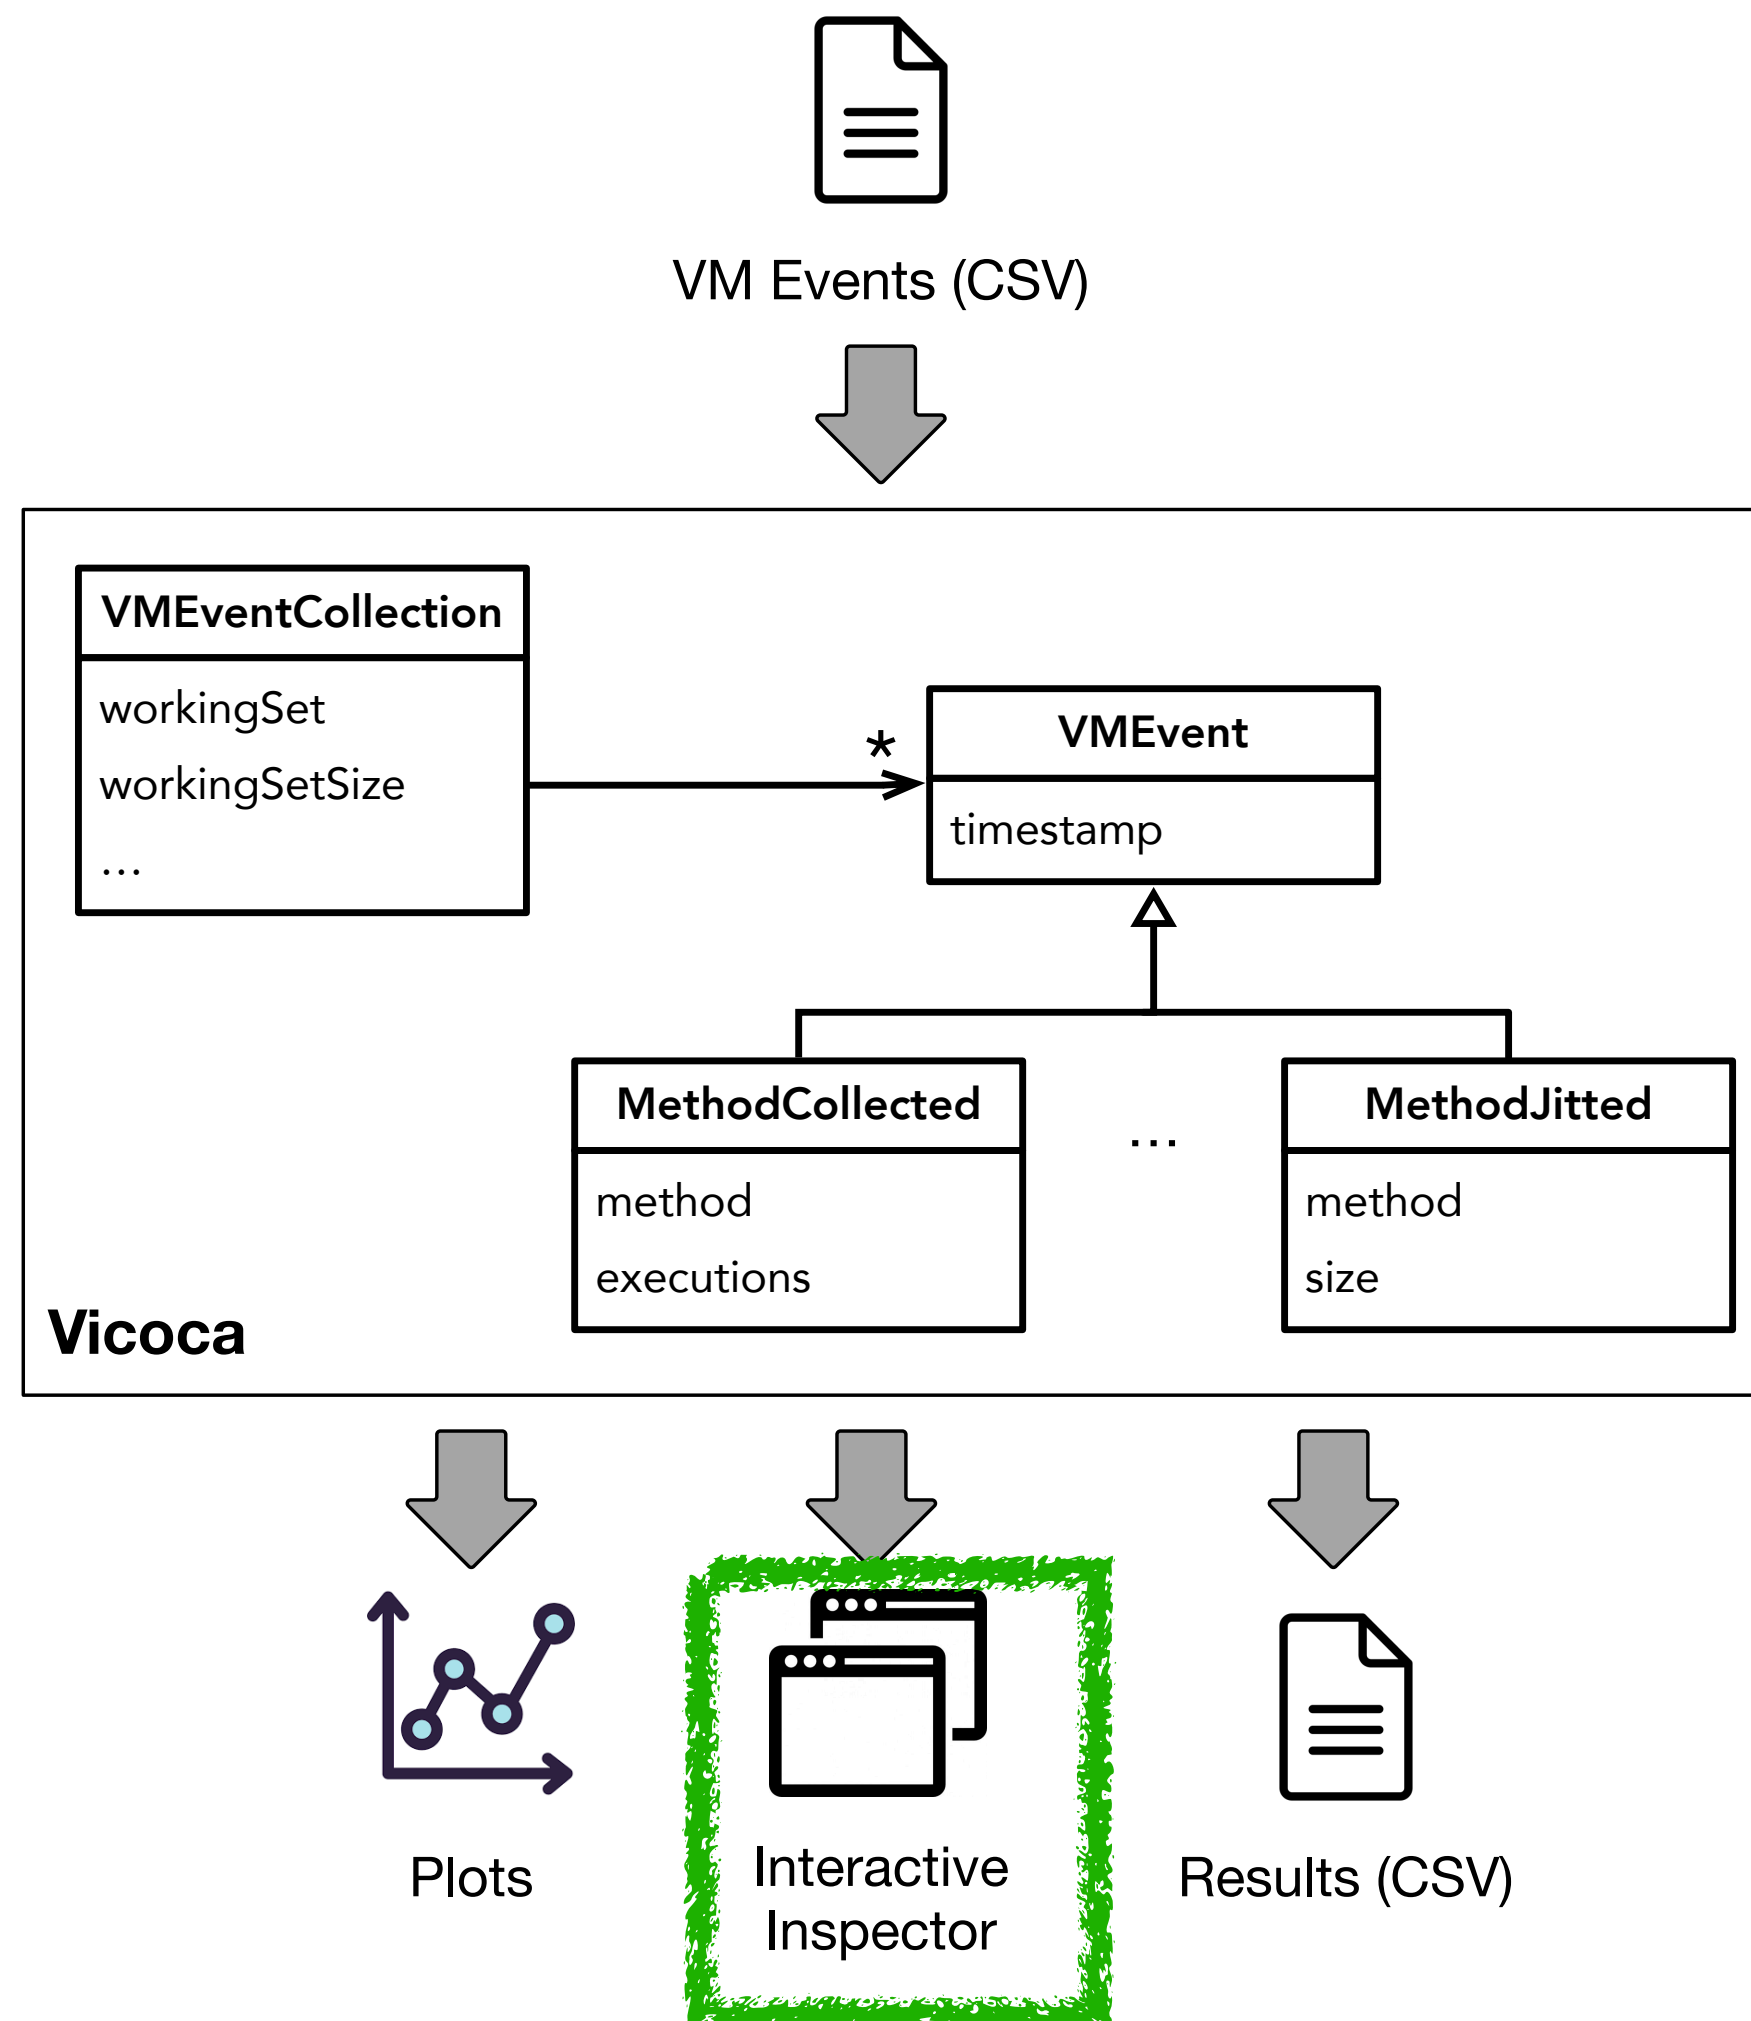 VM Events (CSV)
VMEventCollection
workingSet
workingSetSize
...
*
VMEvent
timestamp
MethodCollected
method
executions
...
MethodJitted
method
size
Vicoca
Plots
Interactive
Inspector
Results (CSV)